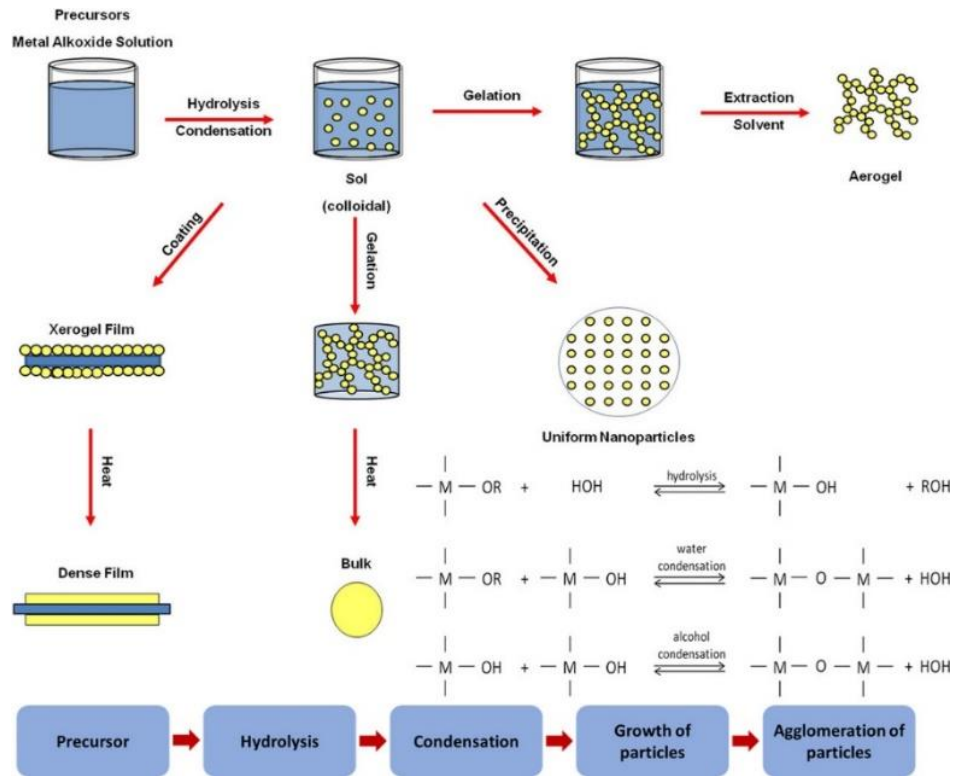 Precursors
Metal Alkoxide Solution
Hydrolysis
Condensation
Gelation
Extraction
Solvent
Sol
(colloidal)
Aerogel
Coating
Gelation
Precipitation
Xerogel Film
Uniform Nanoparticles
Heat
Heat
— M — OR + HOH hydrolysis — M — OH + ROH
Dense Film
Bulk
— M — OR + — M — OH water condensation — M — O — M — + HOH
— M — OH + — M — OH alcohol condensation — M — O — M — + HOH
Precursor
Hydrolysis
Condensation
Growth of
particles
Agglomeration of
particles